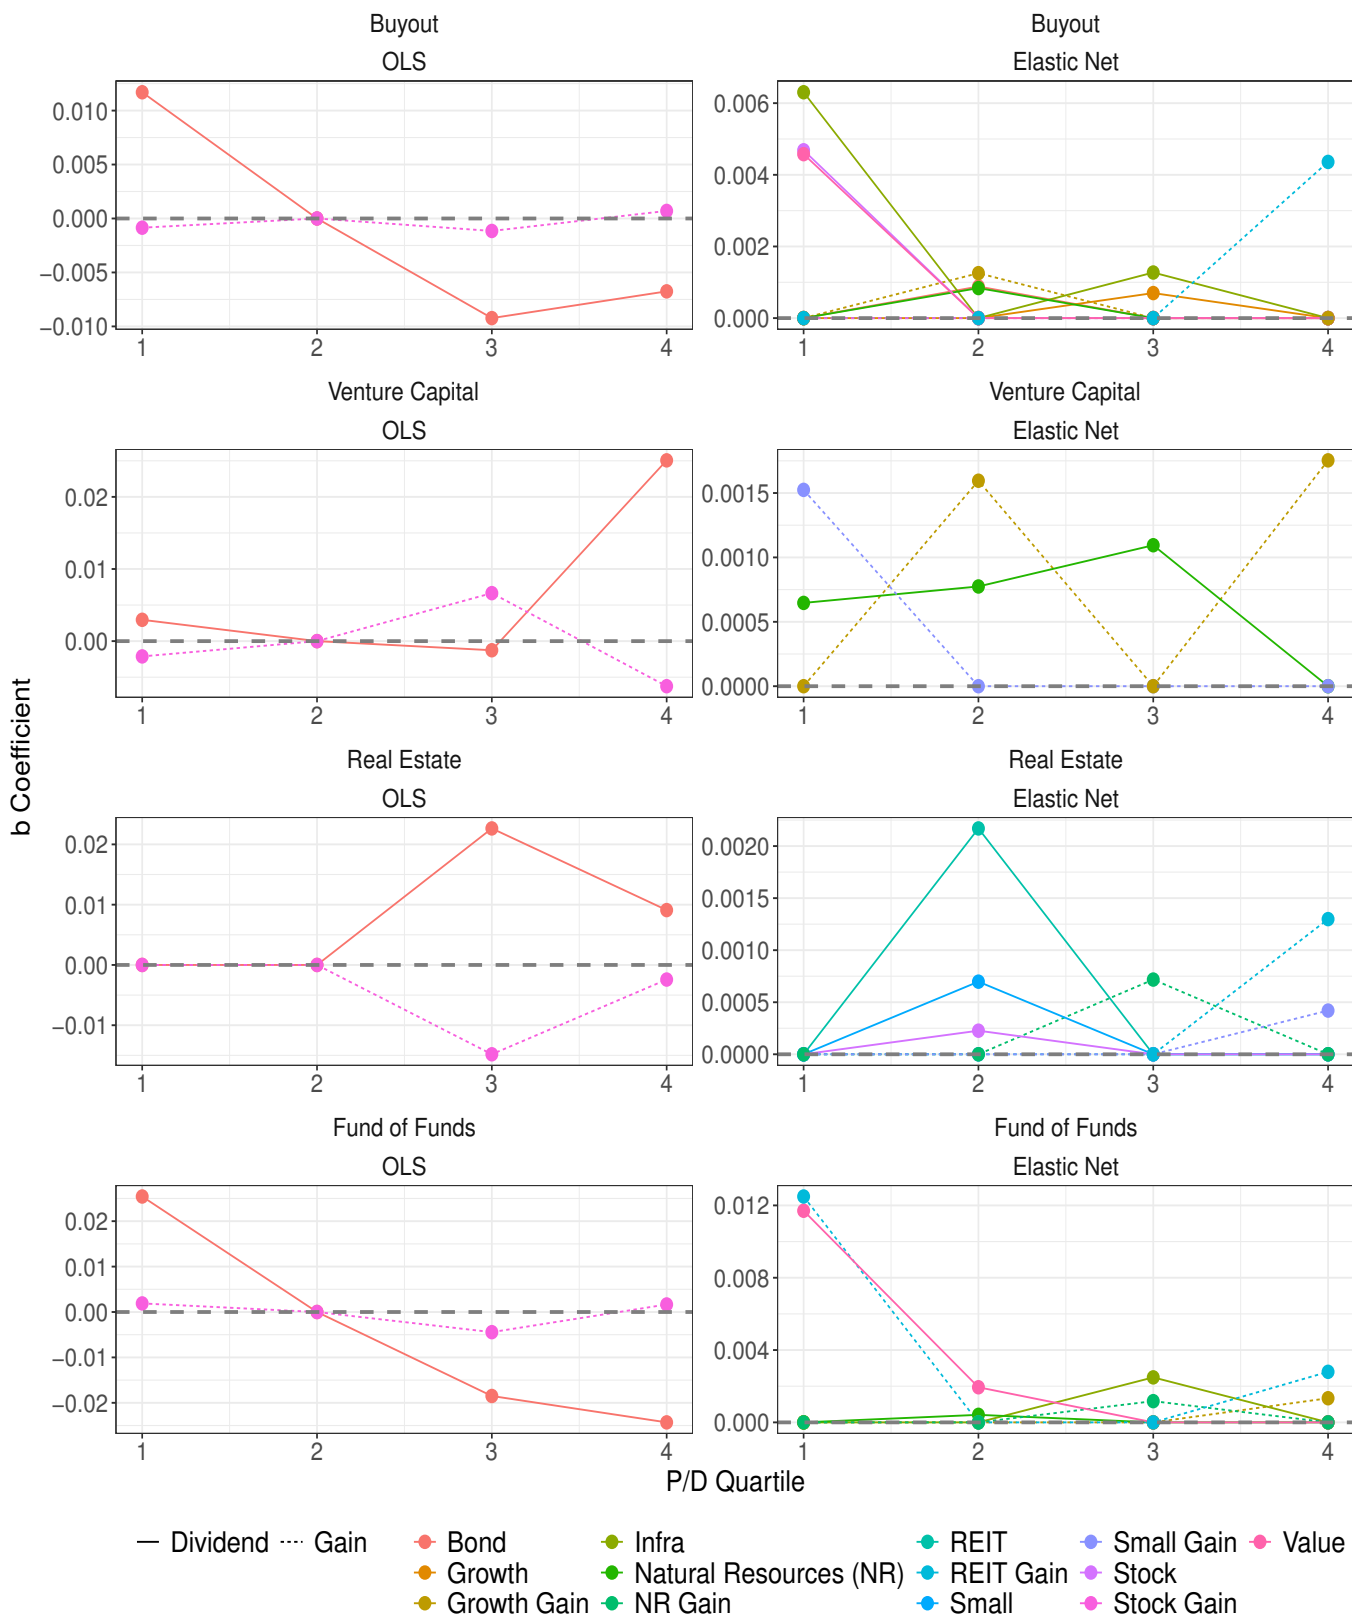 Buyout
OLS
0.010
0.005
0.000
−0.005
−0.010
1 2 3 4
Buyout
Elastic Net
0.006
0.004
0.002
0.000
1 2 3 4
Venture Capital
OLS
0.02
0.01
0.00
1 2 3 4
Venture Capital
Elastic Net
0.0015
0.0010
0.0005
0.0000
1 2 3 4
Real Estate
OLS
0.02
0.01
0.00
−0.01
1 2 3 4
Real Estate
Elastic Net
0.0020
0.0015
0.0010
0.0005
0.0000
1 2 3 4
Fund of Funds
OLS
0.02
0.01
0.00
−0.01
−0.02
1 2 3 4
Fund of Funds
Elastic Net
0.012
0.008
0.004
0.000
1 2 3 4
b Coefficient
P/D Quartile
Dividend Gain Bond Infra REIT Small Gain Value
Growth Natural Resources (NR) REIT Gain Stock
Growth Gain NR Gain Small Stock Gain